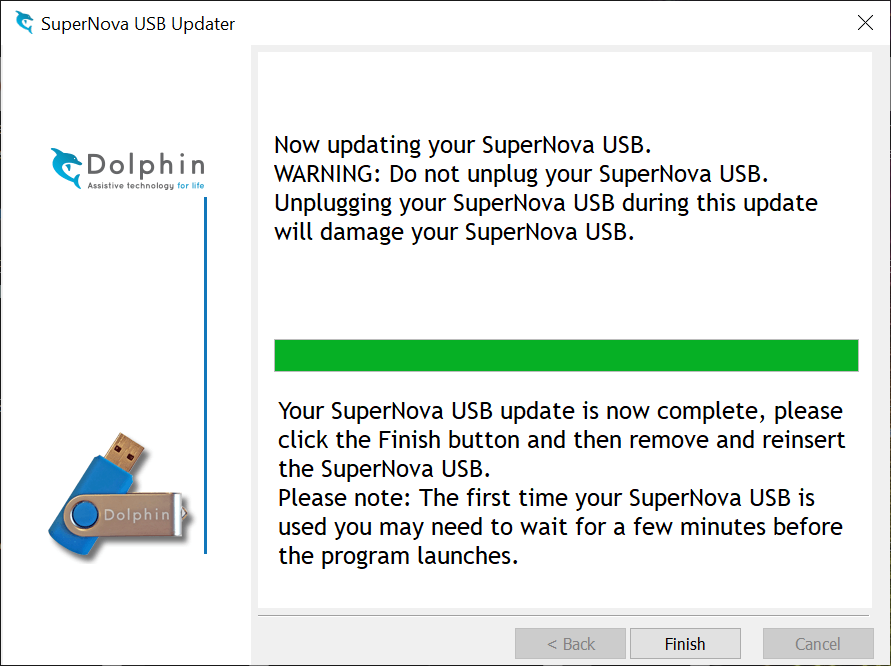 SuperNova USB Updater
Dolphin
Assistive technology for life
Now updating your SuperNova USB.
WARNING: Do not unplug your SuperNova USB.
Unplugging your SuperNova USB during this update
will damage your SuperNova USB.
Your SuperNova USB update is now complete, please
click the Finish button and then remove and reinsert
the SuperNova USB.
Please note: The first time your SuperNova USB is
used you may need to wait for a few minutes before
the program launches.
Dolphin
< Back
Finish
Cancel